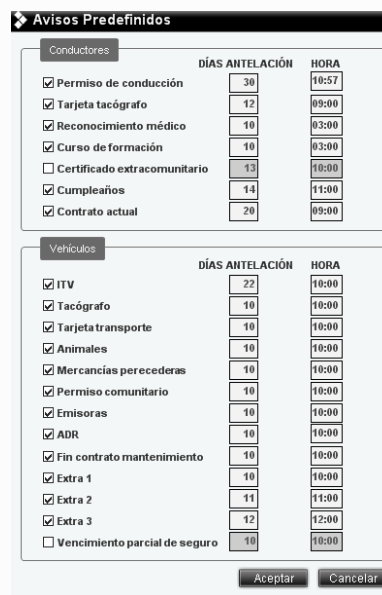 Avisos Predefinidos
Conductores
DÍAS ANTELACIÓN HORA
Permiso de conducción 30 10:57
Tarjeta tacógrafo 12 09:00
Reconocimiento médico 10 03:00
Curso de formación 10 03:00
Certificado extracomunitario 13 10:00
Cumpleaños 14 11:00
Contrato actual 20 09:00
Vehículos
DÍAS ANTELACIÓN HORA
ITV 22 10:00
Tacógrafo 10 10:00
Tarjeta transporte 10 10:00
Animales 10 10:00
Mercancías perecederas 10 10:00
Permiso comunitario 10 10:00
Emisoras 10 10:00
ADR 10 10:00
Fin contrato mantenimiento 10 10:00
Extra 1 10 10:00
Extra 2 11 11:00
Extra 3 12 12:00
Vencimiento parcial de seguro 10 10:00
Aceptar Cancelar